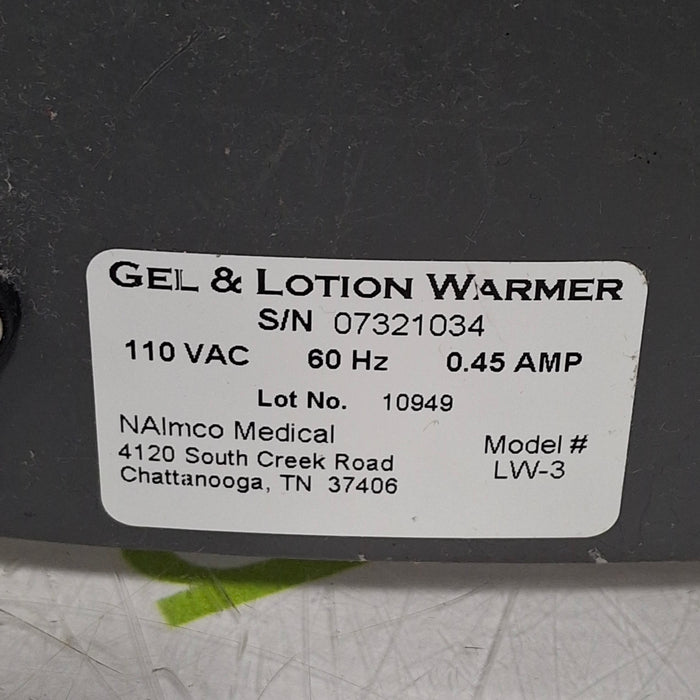 GEL & LOTION WARMER
S/N 07321034
110 VAC 60 Hz 0.45 AMP
Lot No. 10949
NAImco Medical
4120 South Creek Road
Chattanooga, TN 37406
Model #
LW-3